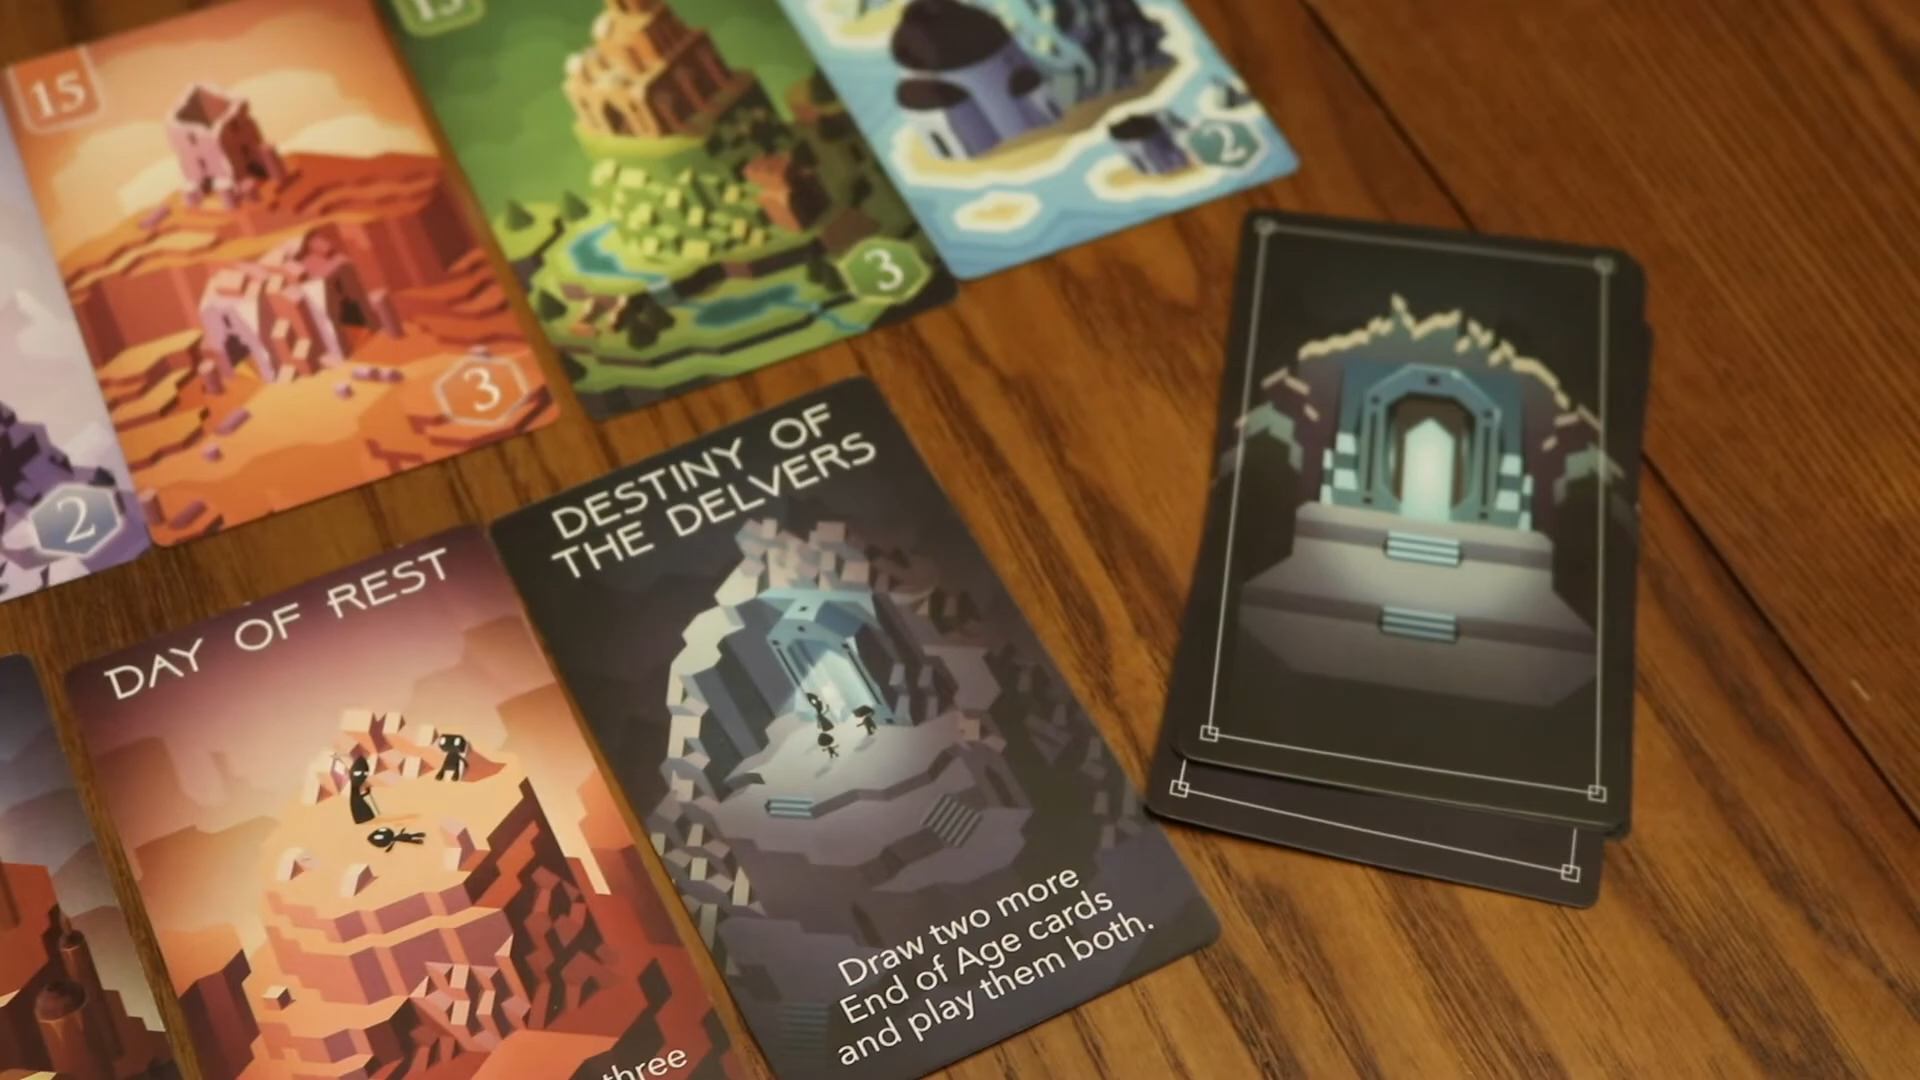 15
3
13
3
2
2
DAY OF REST
three
DESTINY OF
THE DELVERS
Draw two more
End of Age cards
and play them both.